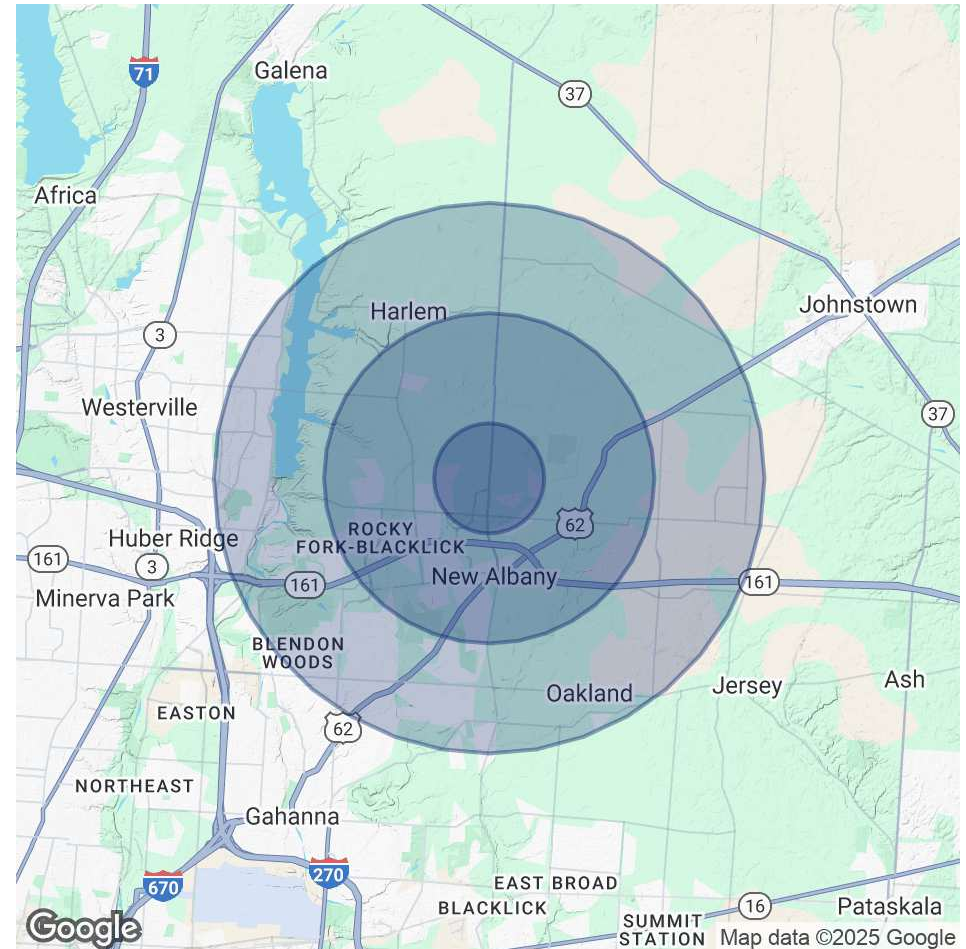 71
Galena
37
Africa
Johnstown
Harlem
3
Westerville
37
62
ROCKY
FORK-BLACKLICK
Huber Ridge
161
3
New Albany
161
161
Minerva Park
BLENDON
WOODS
Oakland
Jersey
Ash
EASTON
62
NORTHEAST
Gahanna
670
270
EAST BROAD
BLACKLICK
16
Pataskala
SUMMIT
STATION
Google
Map data ©2025 Google